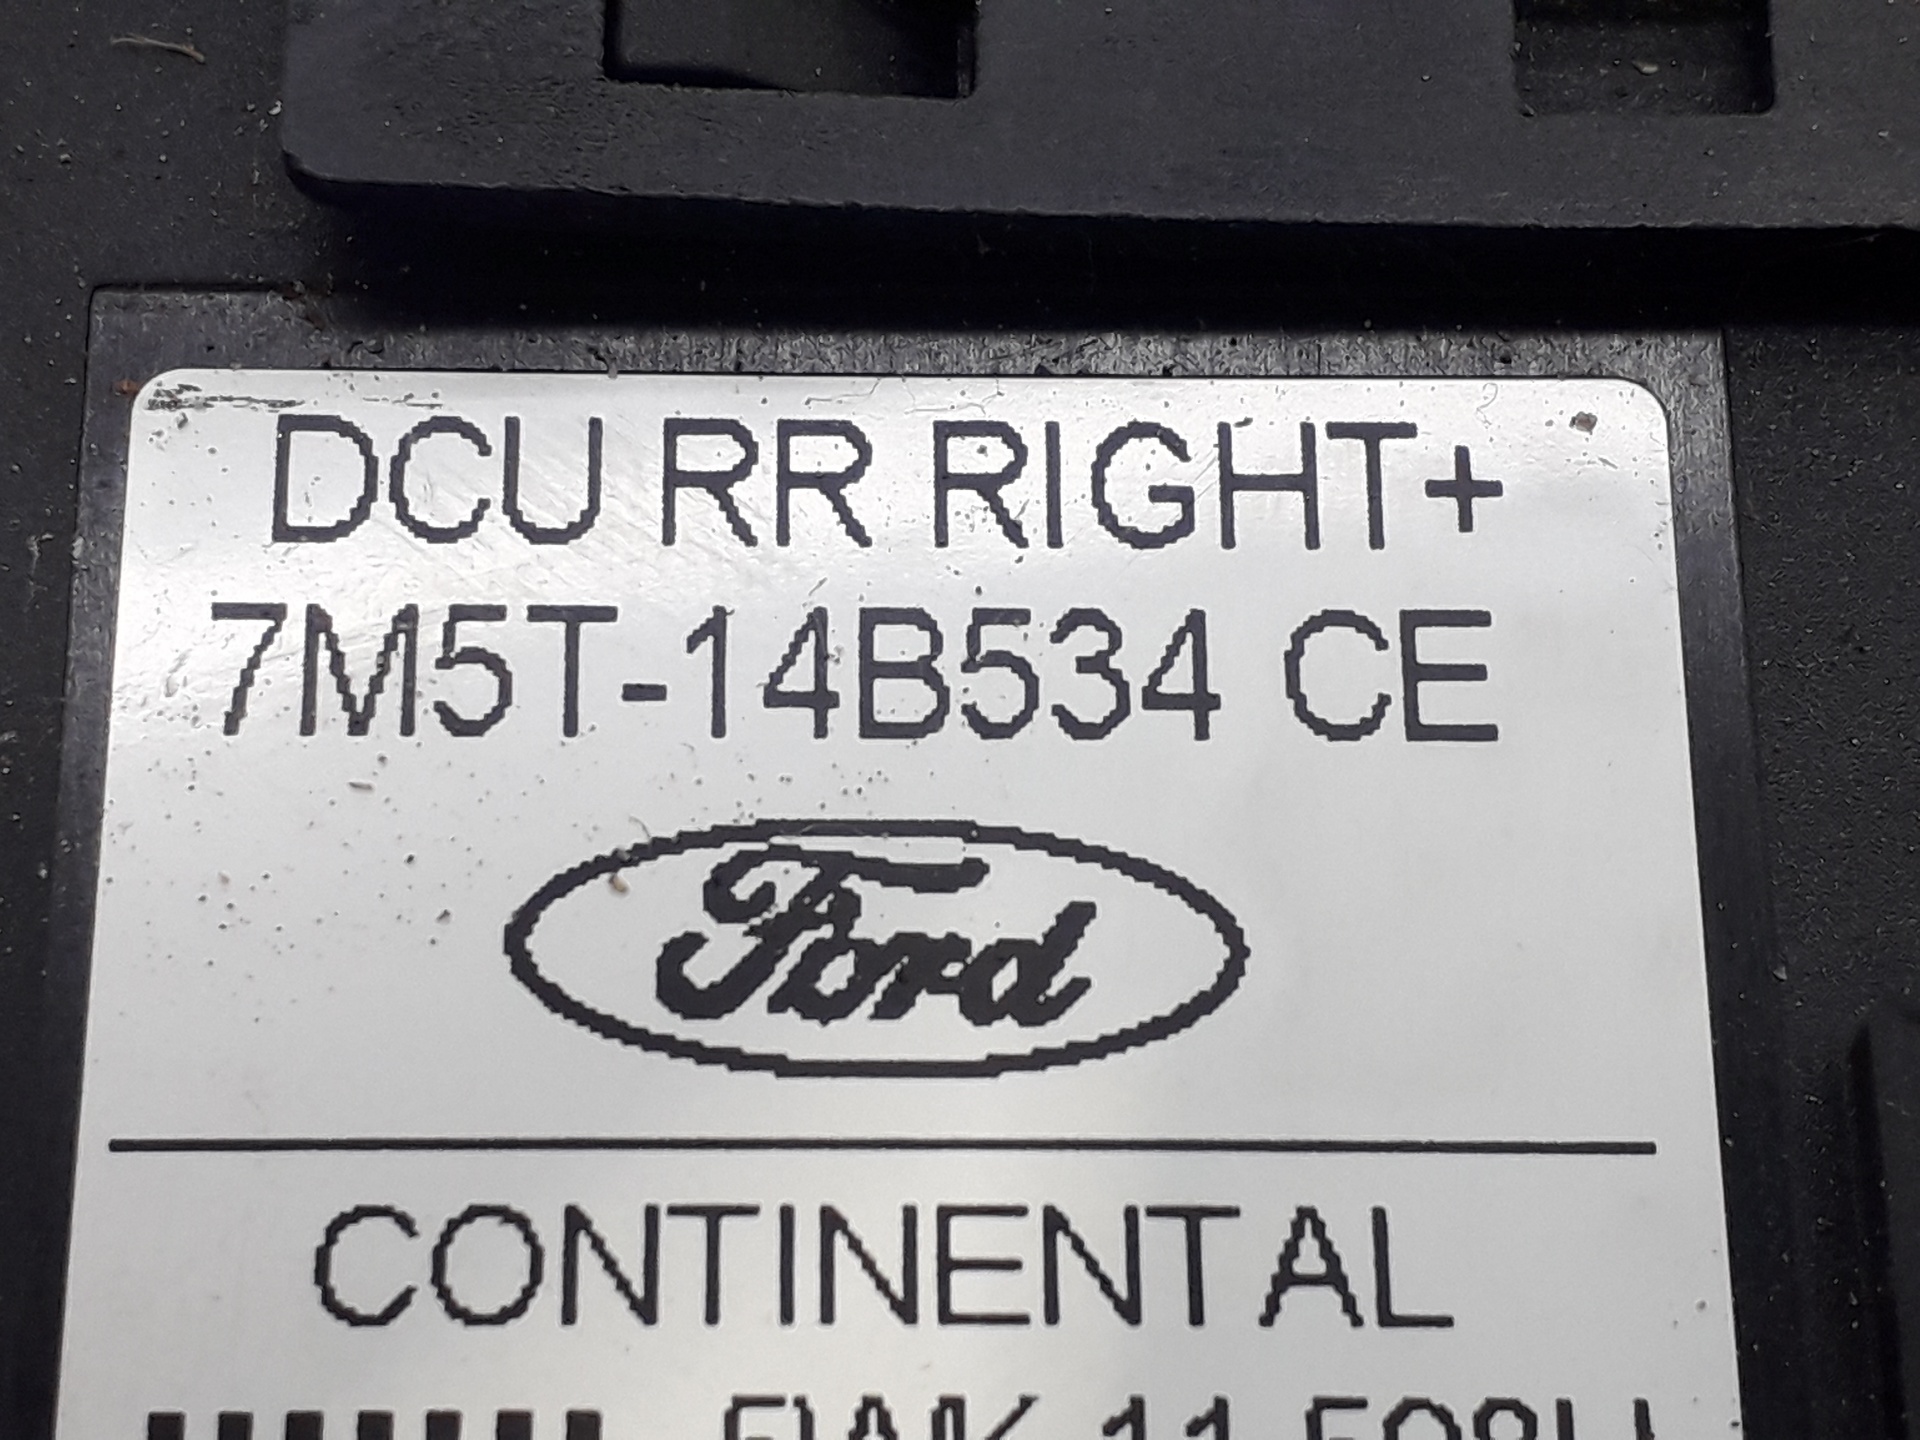 DCU RR RIGHT+
7M5T-14B534 CE
Ford
CONTINENTAL